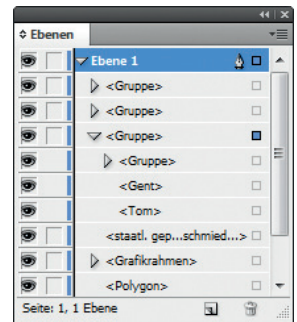 Ebenen
Ebene 1
<Gruppe>
<Gruppe>
<Gruppe>
<Gruppe>
<Gent>
<Tom>
<staatl. gep...schmied...>
<Grafikrahmen>
<Polygon>
Seite: 1, 1 Ebene